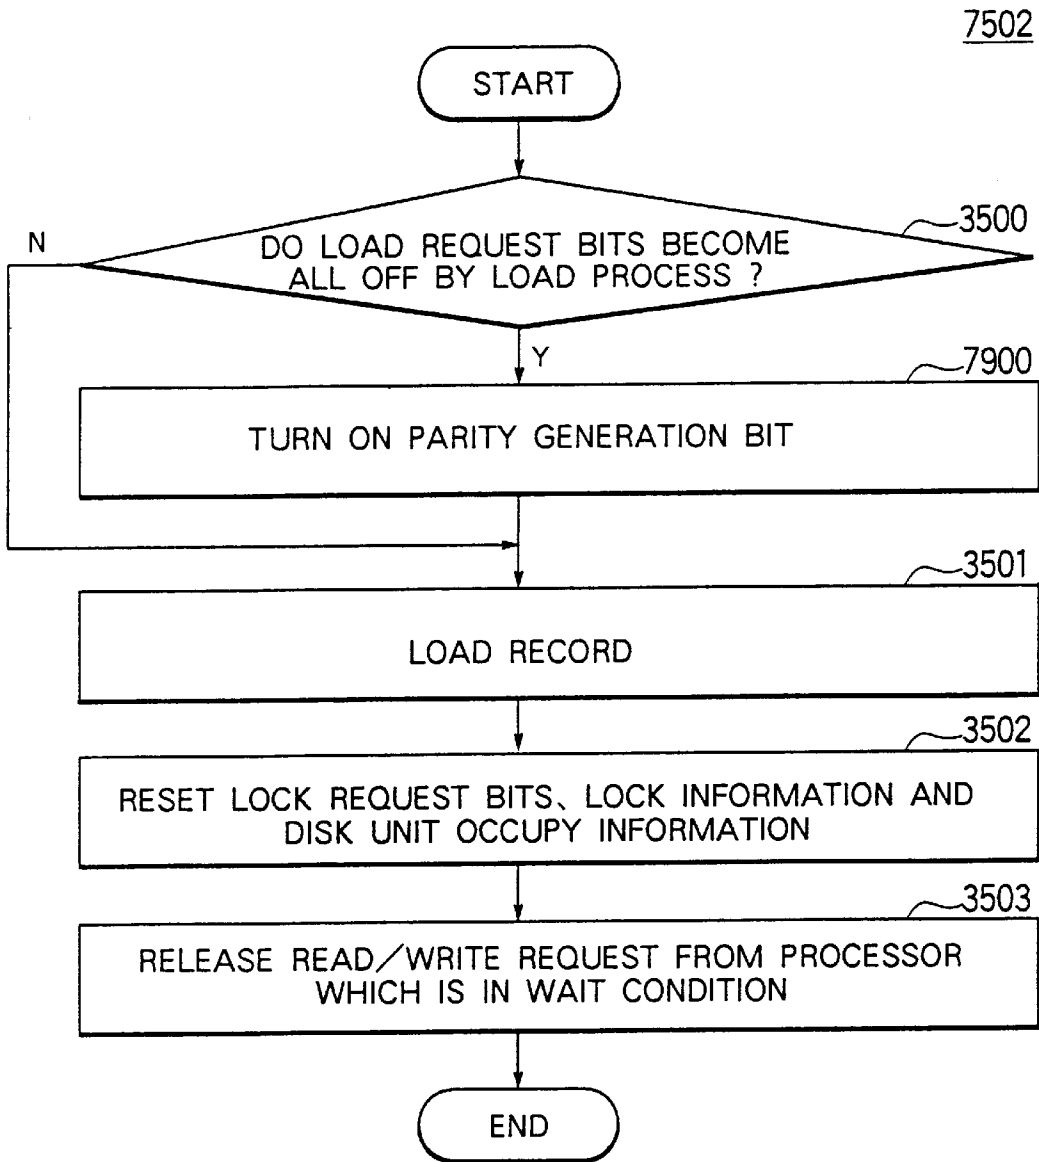 7502
START
3500
N
DO LOAD REQUEST BITS BECOME
ALL OFF BY LOAD PROCESS ?
Y
7900
TURN ON PARITY GENERATION BIT
3501
LOAD RECORD
3502
RESET LOCK REQUEST BITS、LOCK INFORMATION AND
DISK UNIT OCCUPY INFORMATION
3503
RELEASE READ/WRITE REQUEST FROM PROCESSOR
WHICH IS IN WAIT CONDITION
END